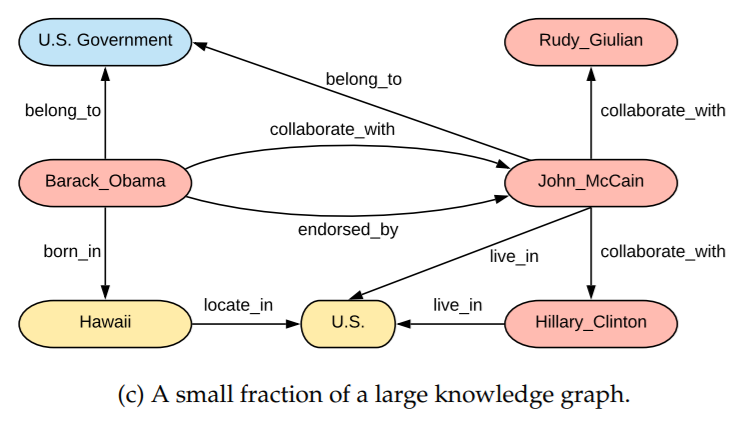 U.S. Government
Rudy_Giulian
belong_to
belong_to
collaborate_with
collaborate_with
Barack_Obama
John_McCain
endorsed_by
born_in
live_in
collaborate_with
locate_in
live_in
Hawaii
U.S.
Hillary_Clinton
(c) A small fraction of a large knowledge graph.